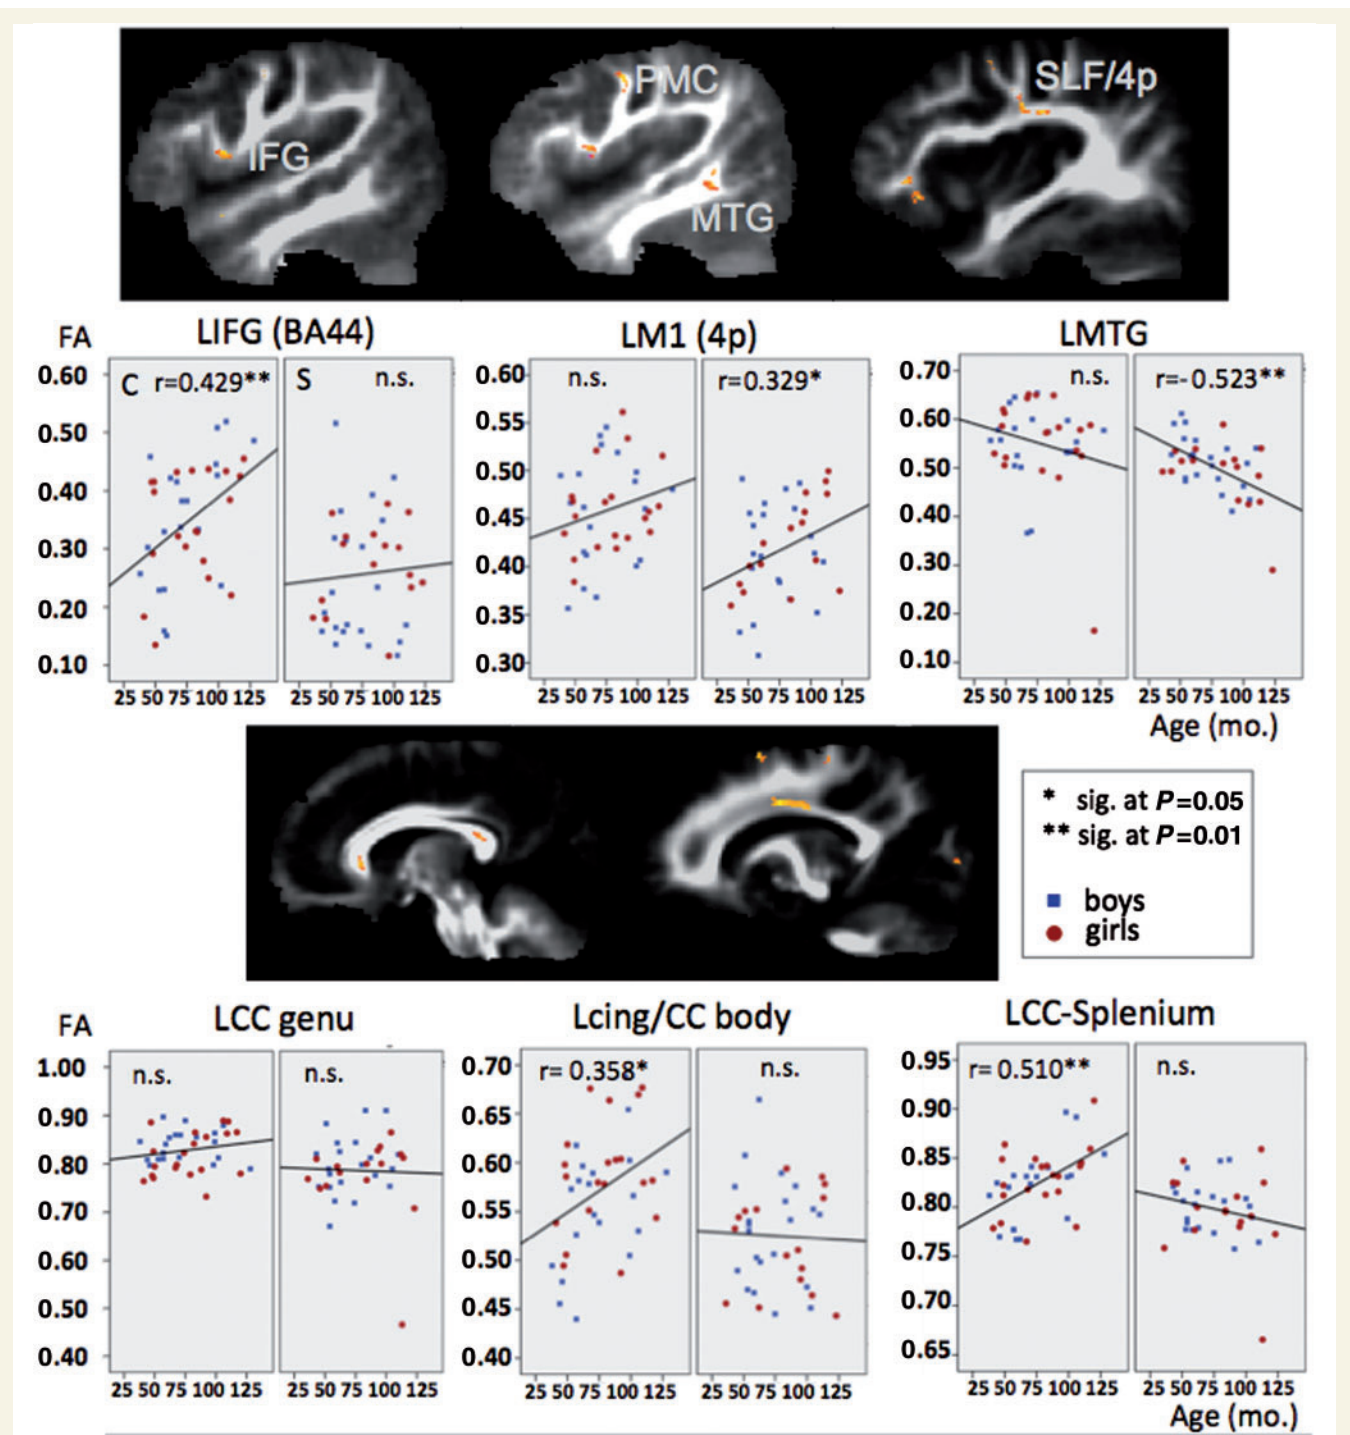 IFG
PMC
MTG
SLF/4p
FA
LIFG (BA44)
LM1 (4p)
LMTG
C r=0.429**
S n.s.
0.60
0.50
0.40
0.30
0.20
0.10
25 50 75 100 125
25 50 75 100 125
n.s.
r=0.329*
0.60
0.55
0.50
0.45
0.40
0.35
0.30
25 50 75 100 125
25 50 75 100 125
n.s.
r=-0.523**
0.70
0.60
0.50
0.40
0.30
0.20
0.10
25 50 75 100 125
25 50 75 100 125
Age (mo.)
* sig. at P=0.05
** sig. at P=0.01
boys
girls
FA
LCC genu
Lcing/CC body
LCC-Splenium
n.s.
n.s.
1.00
0.90
0.80
0.70
0.60
0.50
0.40
25 50 75 100 125
25 50 75 100 125
r= 0.358*
n.s.
0.70
0.65
0.60
0.55
0.50
0.45
0.40
25 50 75 100 125
25 50 75 100 125
r= 0.510**
n.s.
0.95
0.90
0.85
0.80
0.75
0.70
0.65
25 50 75 100 125
25 50 75 100 125
Age (mo.)